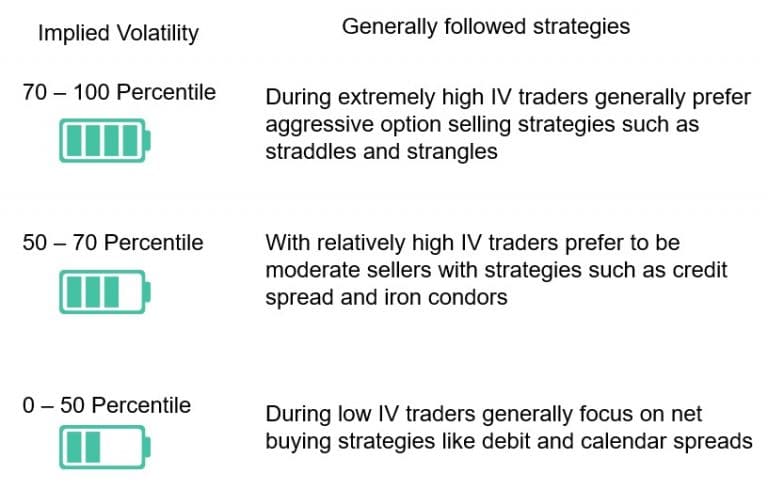 Implied Volatility
Generally followed strategies
70 – 100 Percentile
During extremely high IV traders generally prefer
aggressive option selling strategies such as
straddles and strangles
50 – 70 Percentile
With relatively high IV traders prefer to be
moderate sellers with strategies such as credit
spread and iron condors
0 – 50 Percentile
During low IV traders generally focus on net
buying strategies like debit and calendar spreads